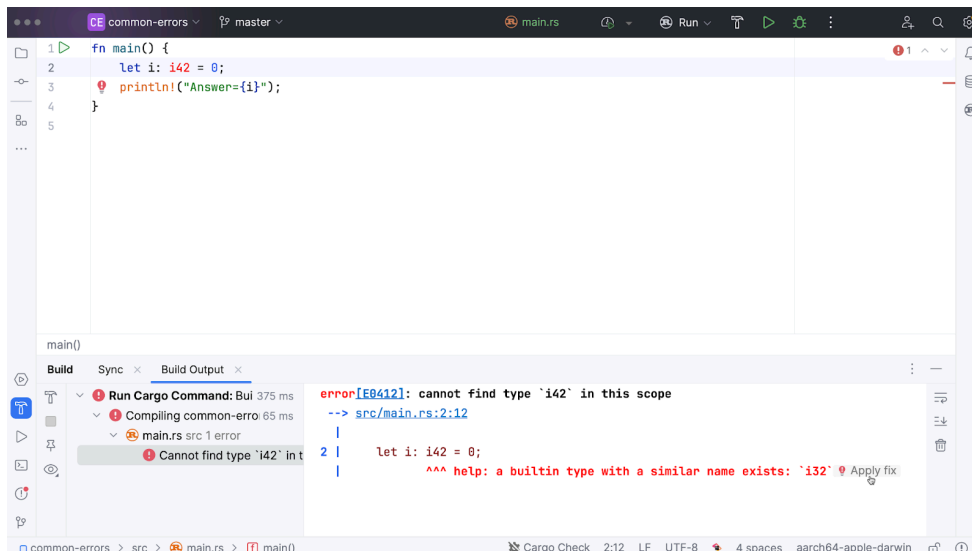 CE common-errors master main.rs Run
1 fn main() {
2 let i: i42 = 0;
3 println!("Answer={i}");
4 }
5
1
main()
Build Sync Build Output
Run Cargo Command: Bui 375 ms
Compiling common-erro 65 ms
main.rs src 1 error
Cannot find type `i42` in t
error[E0412]: cannot find type `i42` in this scope
--> src/main.rs:2:12
|
2 | let i: i42 = 0;
| ^^^ help: a builtin type with a similar name exists: `i32` Apply fix
common-errors > src > main.rs > f main() Cargo Check 2:12 LF UTF-8 4 spaces aarch64-apple-darwin